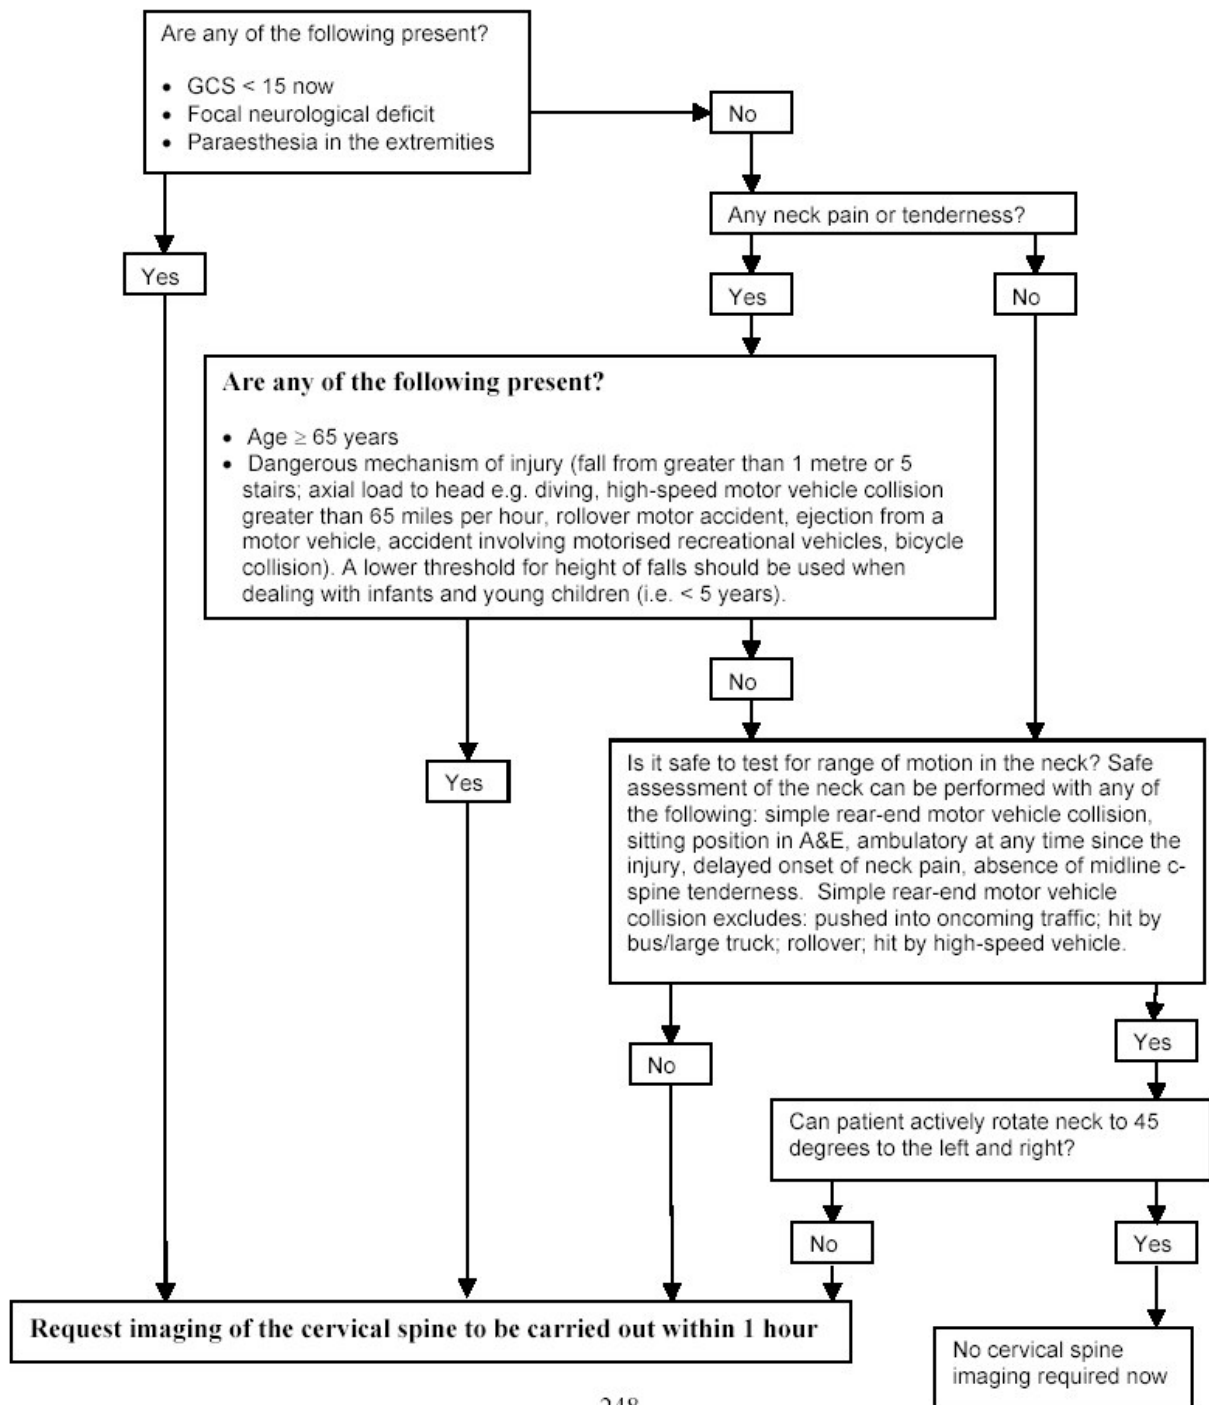 Are any of the following present?
• GCS < 15 now
• Focal neurological deficit
• Paraesthesia in the extremities
No
Any neck pain or tenderness?
Yes
Yes
No
Are any of the following present?
• Age ≥ 65 years
• Dangerous mechanism of injury (fall from greater than 1 metre or 5
stairs; axial load to head e.g. diving, high-speed motor vehicle collision
greater than 65 miles per hour, rollover motor accident, ejection from a
motor vehicle, accident involving motorised recreational vehicles, bicycle
collision). A lower threshold for height of falls should be used when
dealing with infants and young children (i.e. < 5 years).
No
Yes
Is it safe to test for range of motion in the neck? Safe
assessment of the neck can be performed with any of
the following: simple rear-end motor vehicle collision,
sitting position in A&E, ambulatory at any time since the
injury, delayed onset of neck pain, absence of midline c-
spine tenderness. Simple rear-end motor vehicle
collision excludes: pushed into oncoming traffic; hit by
bus/large truck; rollover; hit by high-speed vehicle.
No
Yes
Can patient actively rotate neck to 45
degrees to the left and right?
No
Yes
Request imaging of the cervical spine to be carried out within 1 hour
No cervical spine
imaging required now
248